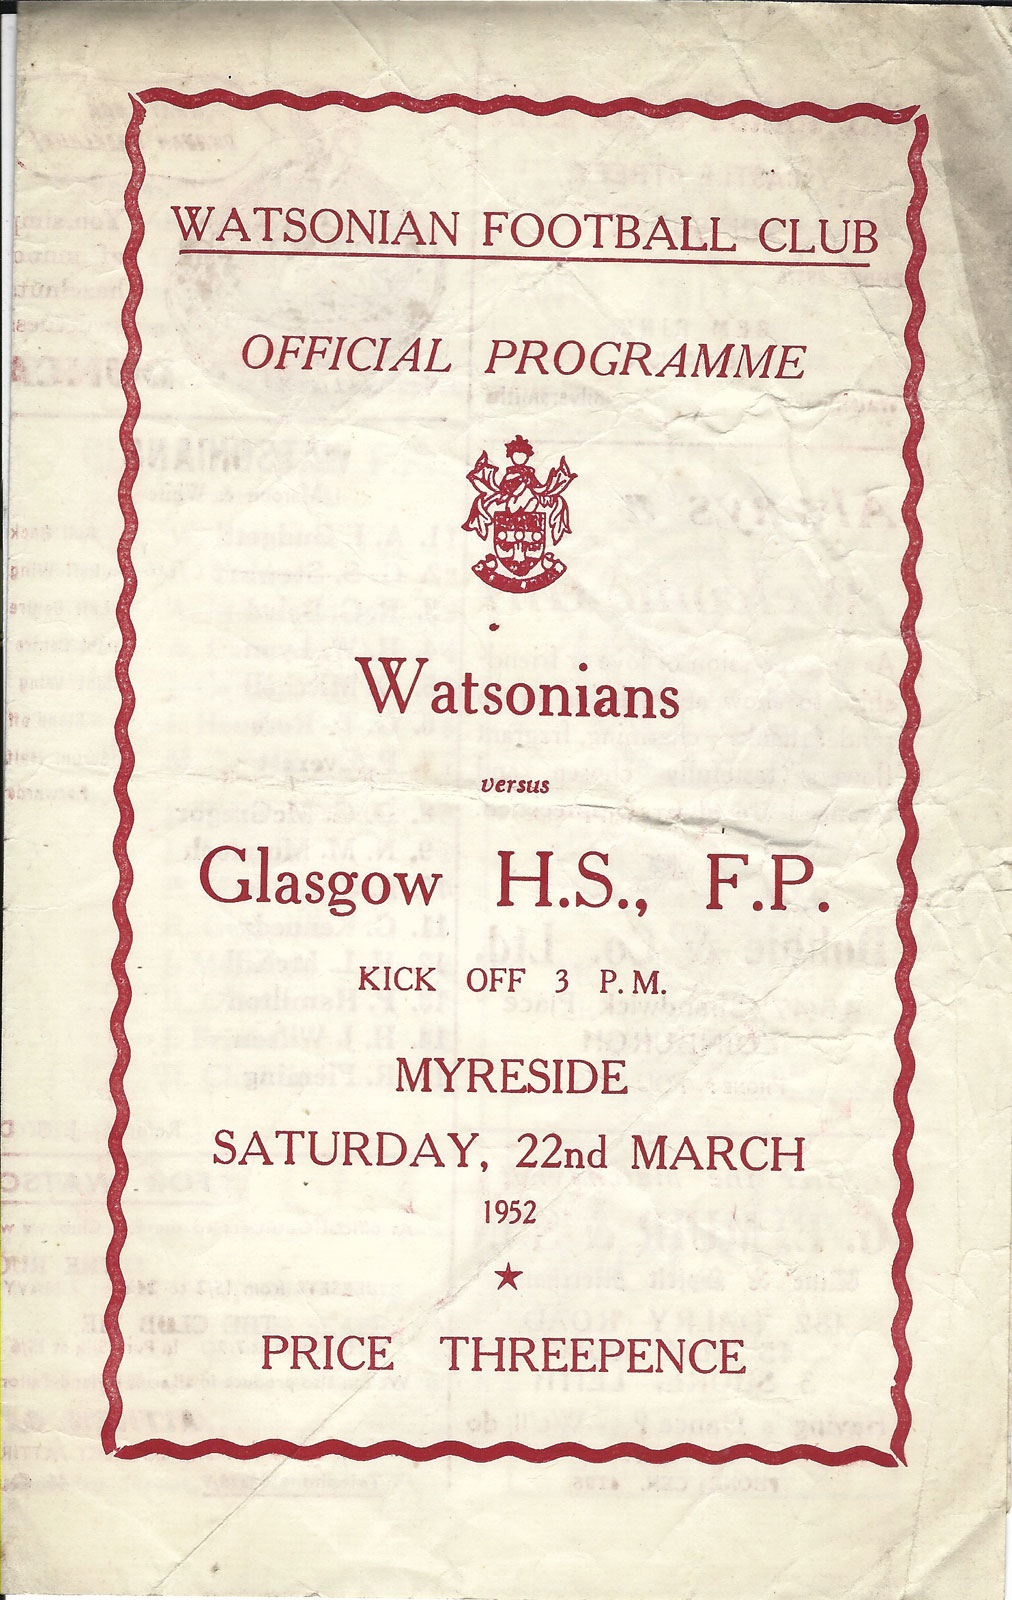 WATSONIAN FOOTBALL CLUB
OFFICIAL PROGRAMME
Watsonians
versus
Glasgow H.S., F.P.
KICK OFF 3 P.M.
MYRESIDE
SATURDAY, 22nd MARCH
1952
PRICE THREEPENCE